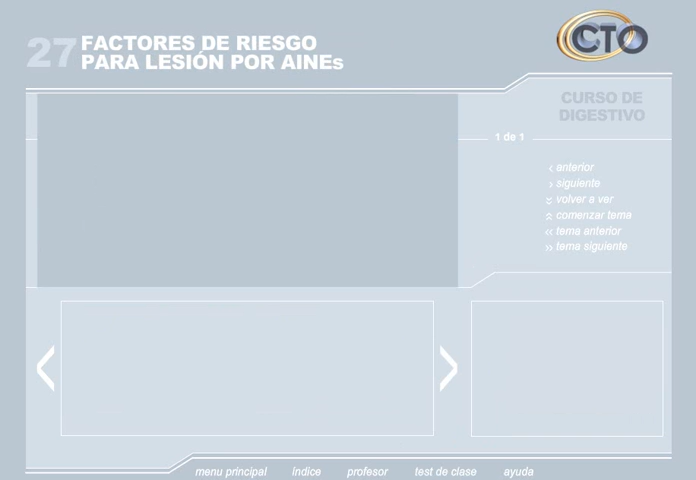 27 FACTORES DE RIESGO
PARA LESIÓN POR AINEs
CTO
CURSO DE
DIGESTIVO
1 de 1
‹ anterior
› siguiente
volver a ver
comenzar tema
« tema anterior
» tema siguiente
menu principal índice profesor test de clase ayuda